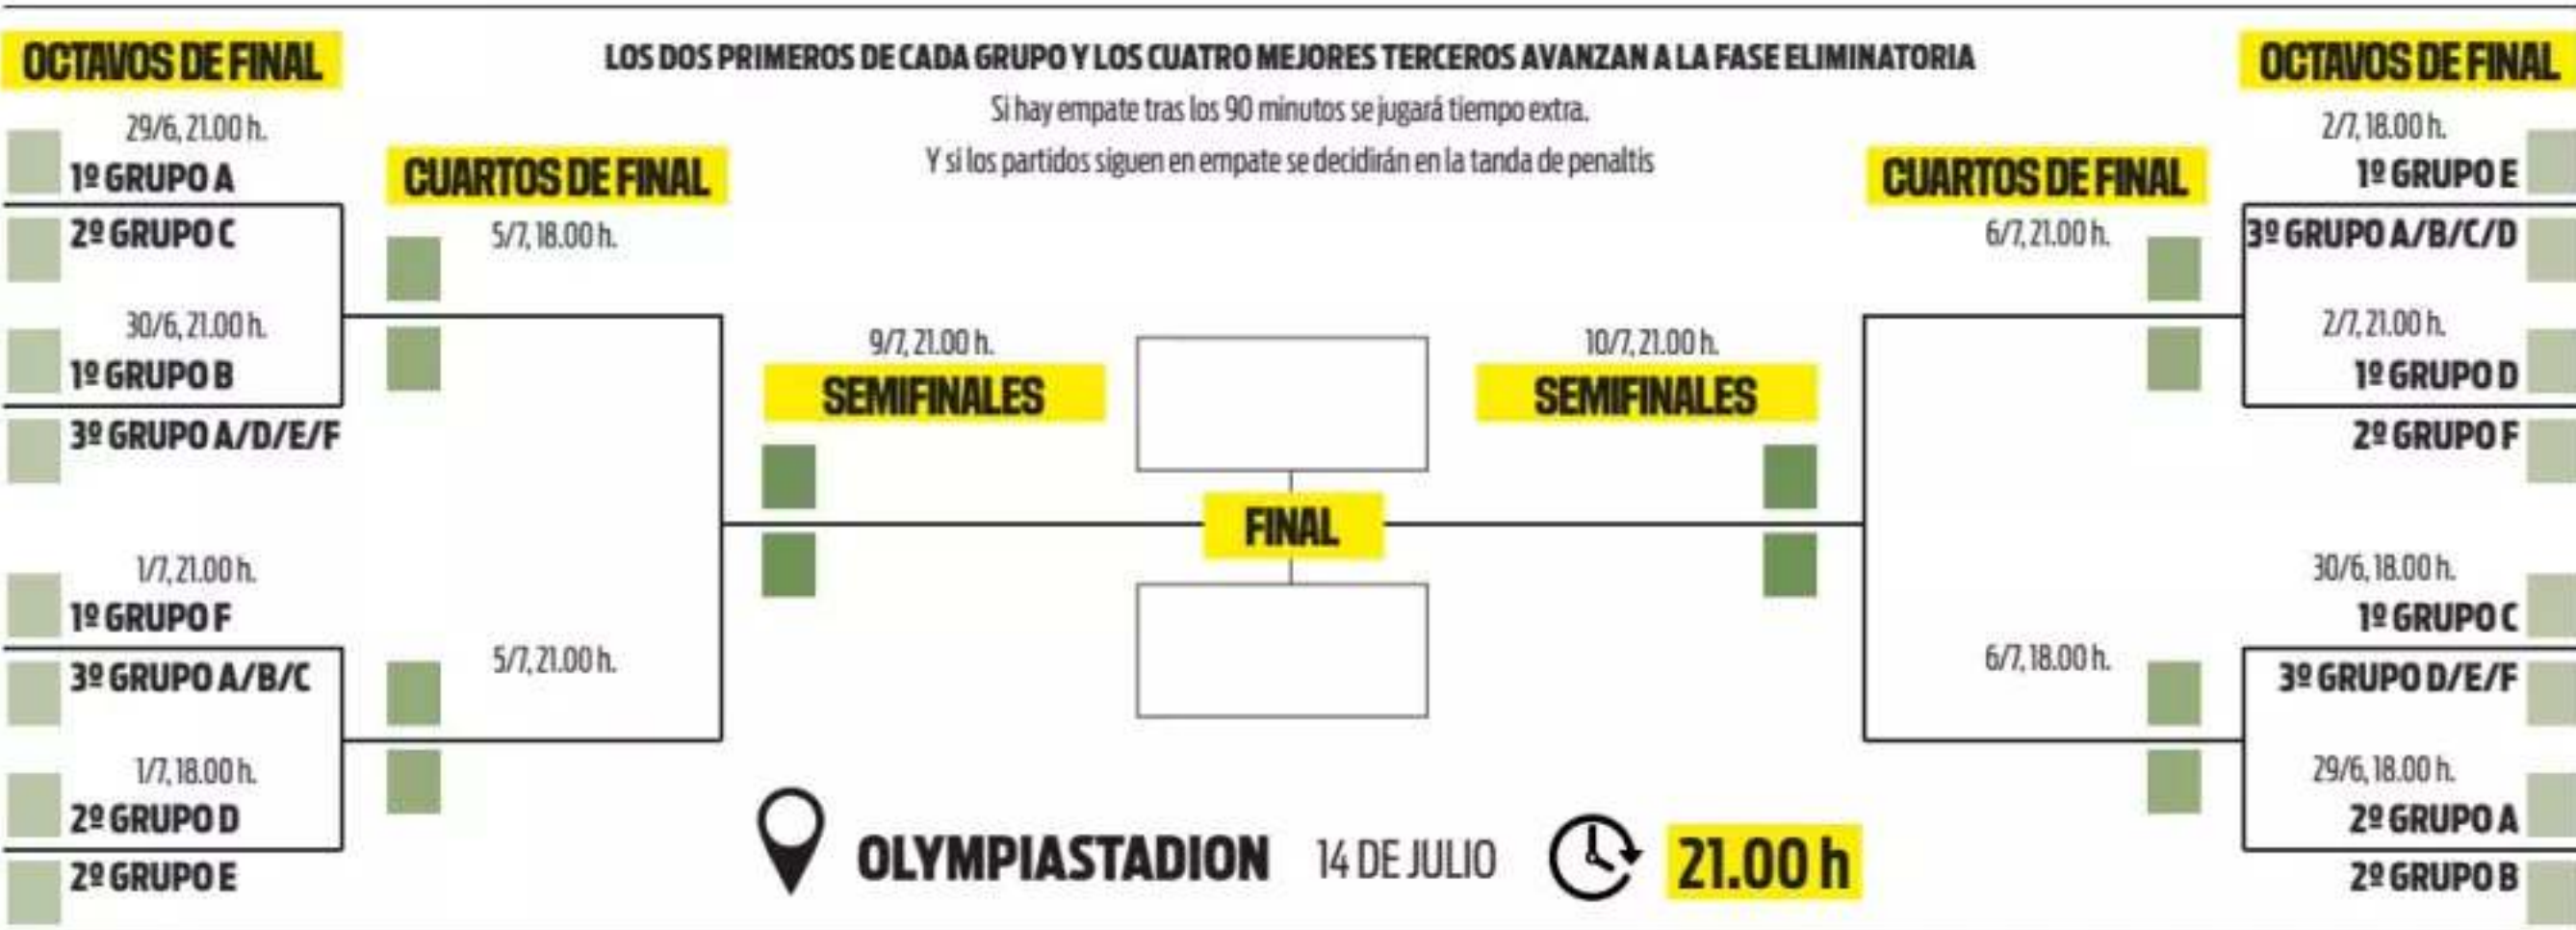 OCTAVOS DE FINAL
29/6, 21.00 h.
1º GRUPO A
2º GRUPO C
30/6, 21.00 h.
1º GRUPO B
3º GRUPO A/D/E/F
1/7, 21.00 h.
1º GRUPO F
3º GRUPO A/B/C
1/7, 18.00 h.
2º GRUPO D
2º GRUPO E
CUARTOS DE FINAL
5/7, 18.00 h.
5/7, 21.00 h.
LOS DOS PRIMEROS DE CADA GRUPO Y LOS CUATRO MEJORES TERCEROS AVANZAN A LA FASE ELIMINATORIA
Si hay empate tras los 90 minutos se jugará tiempo extra.
Y si los partidos siguen en empate se decidirán en la tanda de penaltis
9/7, 21.00 h.
SEMIFINALES
FINAL
10/7, 21.00 h.
SEMIFINALES
OLYMPIASTADION 14 DE JULIO 21.00 h
CUARTOS DE FINAL
6/7, 21.00 h.
6/7, 18.00 h.
OCTAVOS DE FINAL
2/7, 18.00 h.
1º GRUPO E
3º GRUPO A/B/C/D
2/7, 21.00 h.
1º GRUPO D
2º GRUPO F
30/6, 18.00 h.
1º GRUPO C
3º GRUPO D/E/F
29/6, 18.00 h.
2º GRUPO A
2º GRUPO B